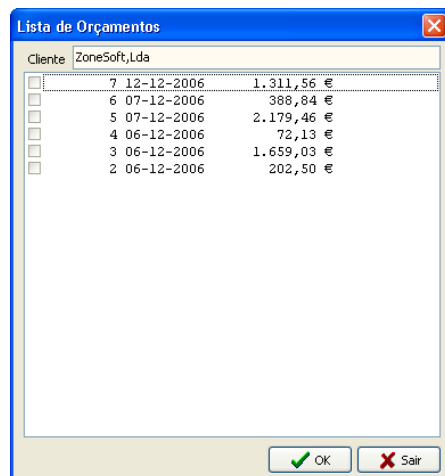 Lista de Orçamentos
Cliente ZoneSoft,Lda
7 12-12-2006 1.311,56 €
6 07-12-2006 388,84 €
5 07-12-2006 2.179,46 €
4 06-12-2006 72,13 €
3 06-12-2006 1.659,03 €
2 06-12-2006 202,50 €
OK Sair